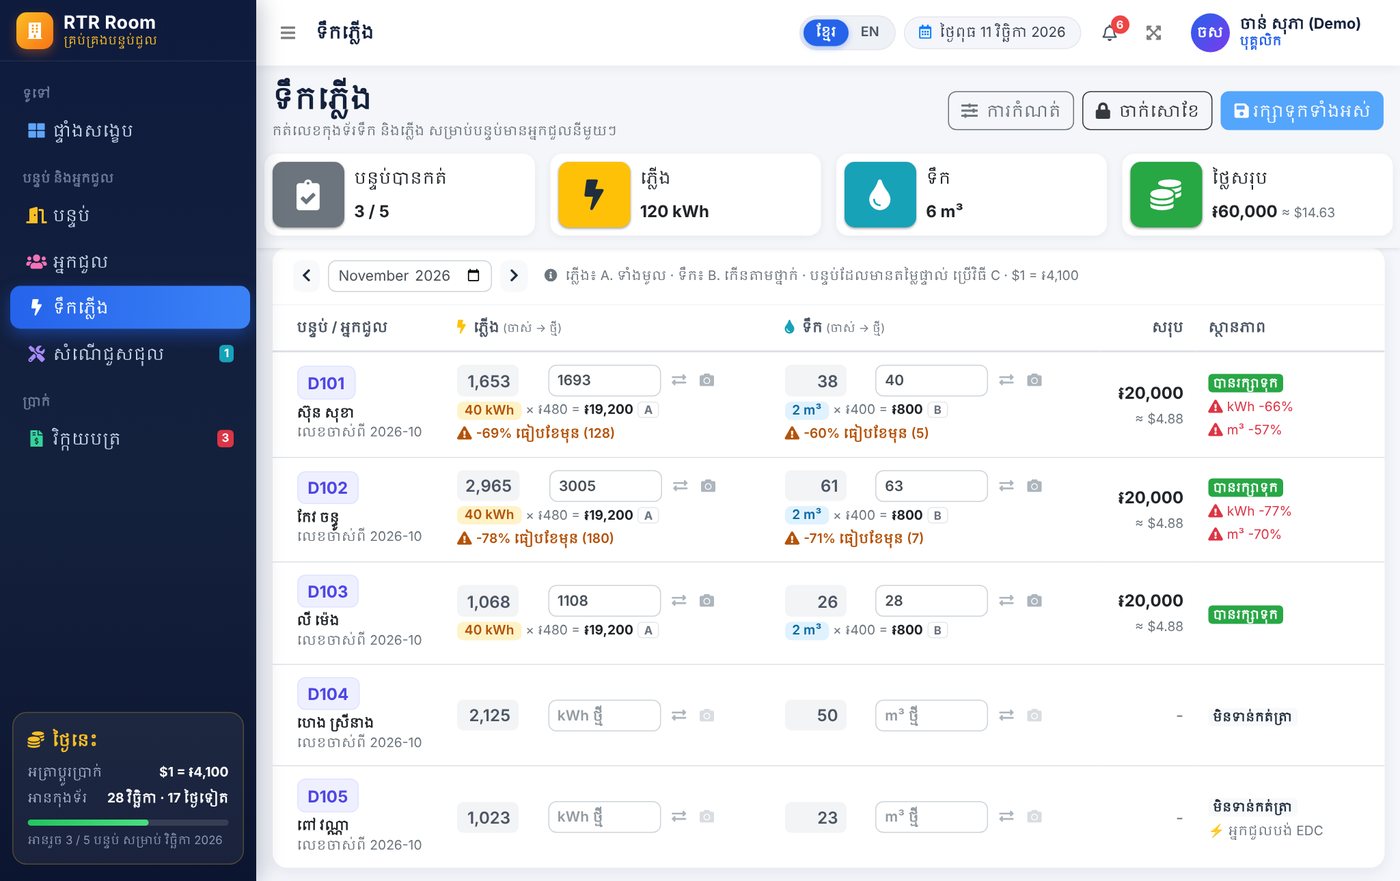 RTR Room
គ្រប់គ្រងបន្ទប់ជួល
ទូទៅ
ផ្ទាំងសង្ខេប
បន្ទប់ និងអ្នកជួល
បន្ទប់
អ្នកជួល
ទឹកភ្លើង
សំណើជួសជុល 1
ប្រាក់
វិក្កយបត្រ 3
ថ្ងៃនេះ
អត្រាប្តូរប្រាក់ $1 = ៛4,100
អានកុងទ័រ 28 វិច្ឆិកា · 17 ថ្ងៃទៀត
អានរួច 3 / 5 បន្ទប់ សម្រាប់ វិច្ឆិកា 2026
ទឹកភ្លើង
ខ្មែរ EN
ថ្ងៃពុធ 11 វិច្ឆិកា 2026
6
ចស
ចាន់ សុភា (Demo)
បុគ្គលិក
ទឹកភ្លើង
កត់លេខកុងទ័រទឹក និងភ្លើង សម្រាប់បន្ទប់មានអ្នកជួលនីមួយៗ
ការកំណត់
ចាក់សោខែ
រក្សាទុកទាំងអស់
បន្ទប់បានកត់
3 / 5
ភ្លើង
120 kWh
ទឹក
6 m³
ថ្លៃសរុប
៛60,000 ≈ $14.63
November 2026
ភ្លើង៖ A. ទាំងមូល · ទឹក៖ B. កើនតាមថ្នាក់ · បន្ទប់ដែលមានតម្លៃផ្ទាល់ ប្រើវិធី C · $1 = ៛4,100
បន្ទប់ / អ្នកជួល ភ្លើង (ចាស់ → ថ្មី) ទឹក (ចាស់ → ថ្មី) សរុប ស្ថានភាព
D101
ស៊ុន សុខា
លេខចាស់ពី 2026-10
1,653 1693
40 kWh × ៛480 = ៛19,200 A
-69% ធៀបខែមុន (128)
38 40
2 m³ × ៛400 = ៛800 B
-60% ធៀបខែមុន (5)
៛20,000
≈ $4.88
បានរក្សាទុក
kWh -66%
m³ -57%
D102
កែវ ចន្ធូ
លេខចាស់ពី 2026-10
2,965 3005
40 kWh × ៛480 = ៛19,200 A
-78% ធៀបខែមុន (180)
61 63
2 m³ × ៛400 = ៛800 B
-71% ធៀបខែមុន (7)
៛20,000
≈ $4.88
បានរក្សាទុក
kWh -77%
m³ -70%
D103
លី ម៉េង
លេខចាស់ពី 2026-10
1,068 1108
40 kWh × ៛480 = ៛19,200 A
26 28
2 m³ × ៛400 = ៛800 B
៛20,000
≈ $4.88
បានរក្សាទុក
D104
ហេង ស្រីនាង
លេខចាស់ពី 2026-10
2,125 kWh ថ្មី
50 m³ ថ្មី
-
មិនទាន់កត់ត្រា
D105
ពៅ វណ្ណា
លេខចាស់ពី 2026-10
1,023 kWh ថ្មី
23 m³ ថ្មី
-
មិនទាន់កត់ត្រា
អ្នកជួលបង់ EDC